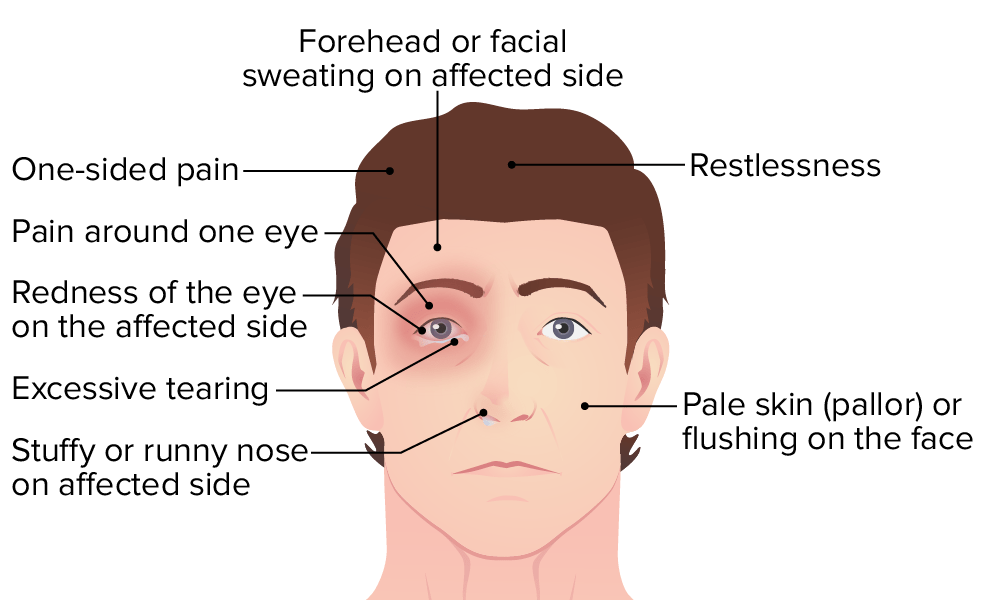 Forehead or facial
sweating on affected side
One-sided pain
Restlessness
Pain around one eye
Redness of the eye
on the affected side
Excessive tearing
Pale skin (pallor) or
flushing on the face
Stuffy or runny nose
on affected side